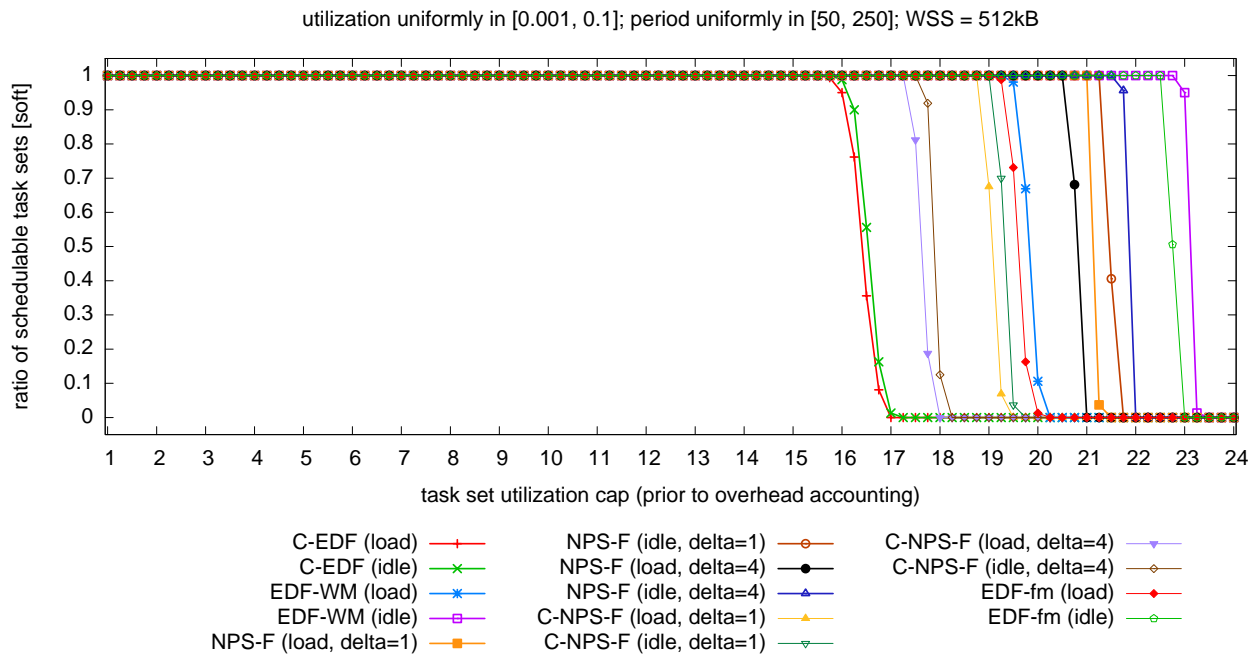 utilization uniformly in [0.001, 0.1]; period uniformly in [50, 250]; WSS = 512kB
ratio of schedulable task sets [soft]
1
0.9
0.8
0.7
0.6
0.5
0.4
0.3
0.2
0.1
0
1 2 3 4 5 6 7 8 9 10 11 12 13 14 15 16 17 18 19 20 21 22 23 24
task set utilization cap (prior to overhead accounting)
C-EDF (load)
C-EDF (idle)
EDF-WM (load)
EDF-WM (idle)
NPS-F (load, delta=1)
NPS-F (idle, delta=1)
NPS-F (load, delta=4)
NPS-F (idle, delta=4)
C-NPS-F (load, delta=1)
C-NPS-F (idle, delta=1)
C-NPS-F (load, delta=4)
C-NPS-F (idle, delta=4)
EDF-fm (load)
EDF-fm (idle)